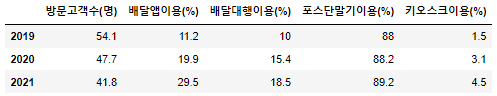 방문고객수(명) 배달앱이용(%) 배달대행이용(%) 포스단말기이용(%) 키오스크이용(%)
2019 54.1 11.2 10 88 1.5
2020 47.7 19.9 15.4 88.2 3.1
2021 41.8 29.5 18.5 89.2 4.5